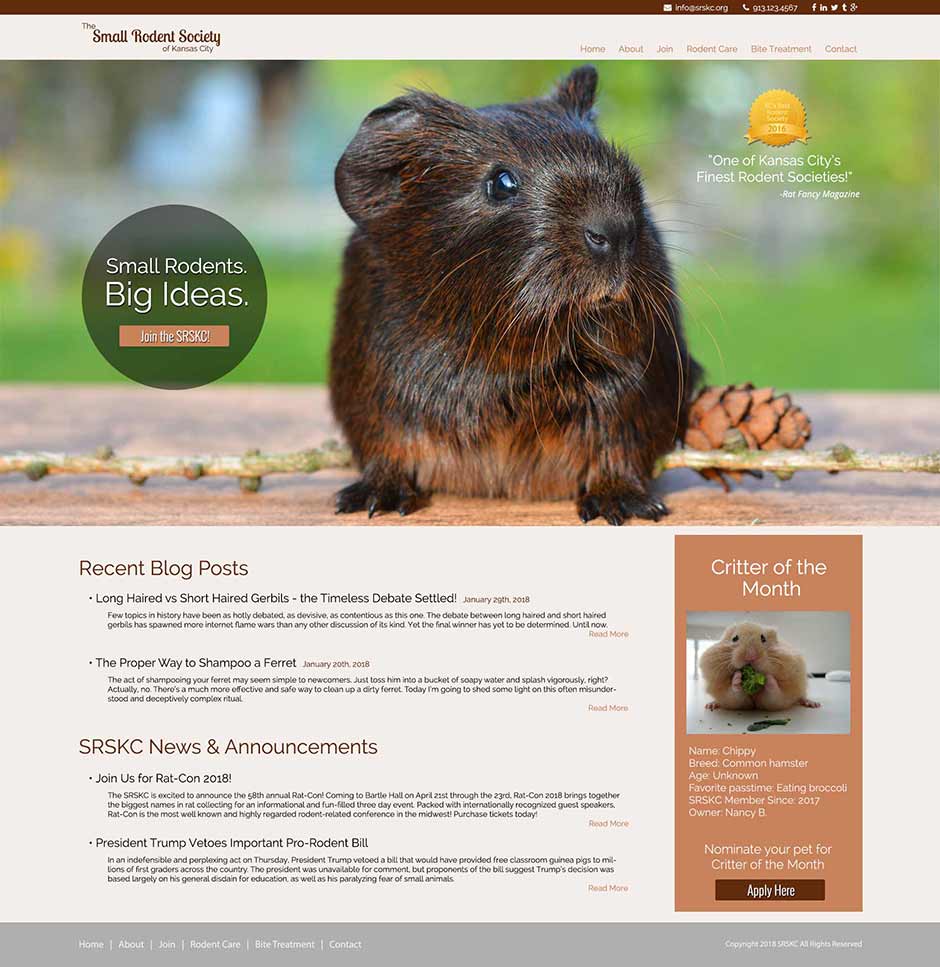 info@srskc.org 913.123.4567
The
Small Rodent Society
of Kansas City
Home About Join Rodent Care Bite Treatment Contact
KC's Best
Rodent
Society
2016
"One of Kansas City's
Finest Rodent Societies!"
-Rat Fancy Magazine
Small Rodents.
Big Ideas.
Join the SRSKC!
Recent Blog Posts
• Long Haired vs Short Haired Gerbils - the Timeless Debate Settled! January 29th, 2018
Few topics in history have been as hotly debated, as devisive, as contentious as this one. The debate between long haired and short haired
gerbils has spawned more internet flame wars than any other discussion of its kind. Yet the final winner has yet to be determined. Until now.
Read More
• The Proper Way to Shampoo a Ferret January 20th, 2018
The act of shampooing your ferret may seem simple to newcomers. Just toss him into a bucket of soapy water and splash vigorously, right?
Actually, no. There's a much more effective and safe way to clean up a dirty ferret. Today I'm going to shed some light on this often misunder-
stood and deceptively complex ritual.
Read More
SRSKC News & Announcements
• Join Us for Rat-Con 2018!
The SRSKC is excited to announce the 58th annual Rat-Con! Coming to Bartle Hall on April 21st through the 23rd, Rat-Con 2018 brings together
the biggest names in rat collecting for an informational and fun-filled three day event. Packed with internationally recognized guest speakers,
Rat-Con is the most well known and highly regarded rodent-related conference in the midwest! Purchase tickets today!
Read More
• President Trump Vetoes Important Pro-Rodent Bill
In an indefensible and perplexing act on Thursday, President Trump vetoed a bill that would have provided free classroom guinea pigs to mil-
lions of first graders across the country. The president was unavailable for comment, but proponents of the bill suggest Trump's decision was
based largely on his general disdain for education, as well as his paralyzing fear of small animals.
Read More
Critter of the
Month
Name: Chippy
Breed: Common hamster
Age: Unknown
Favorite passtime: Eating broccoli
SRSKC Member Since: 2017
Owner: Nancy B.
Nominate your pet for
Critter of the Month
Apply Here
Home | About | Join | Rodent Care | Bite Treatment | Contact
Copyright 2018 SRSKC All Rights Reserved